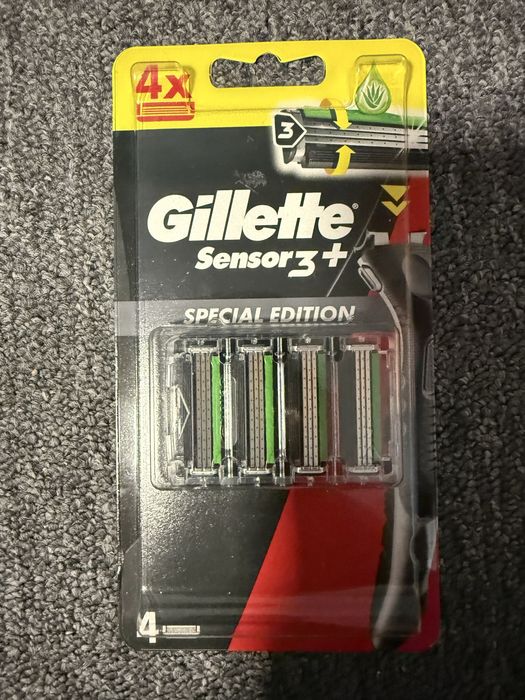 4x
3
Gillette®
Sensor3+
SPECIAL EDITION
4